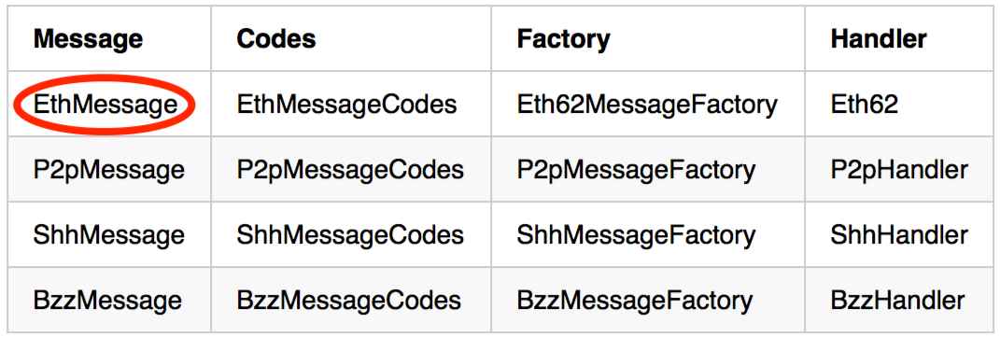 Message Codes Factory Handler
EthMessage EthMessageCodes Eth62MessageFactory Eth62
P2pMessage P2pMessageCodes P2pMessageFactory P2pHandler
ShhMessage ShhMessageCodes ShhMessageFactory ShhHandler
BzzMessage BzzMessageCodes BzzMessageFactory BzzHandler